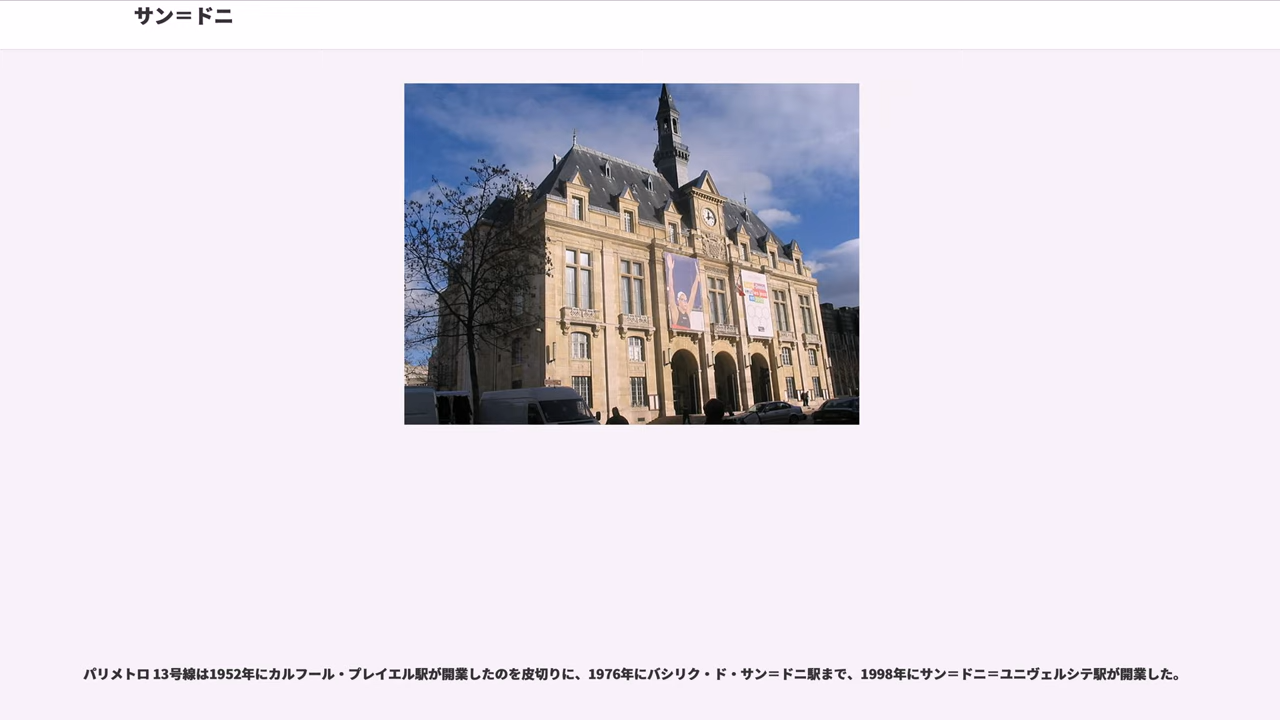 サン＝ドニ
パリメトロ 13号線は1952年にカルフール・プレイエル駅が開業したのを皮切りに、1976年にバシリク・ド・サン＝ドニ駅まで、1998年にサン＝ドニ＝ユニヴェルシテ駅が開業した。